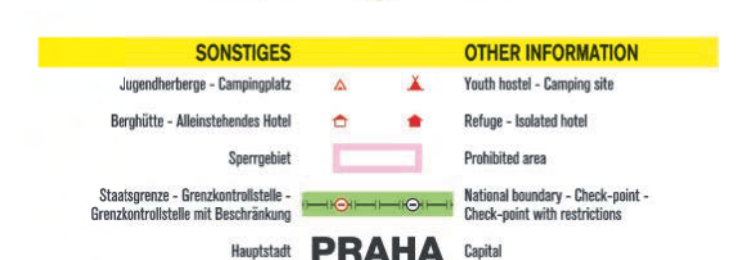 SONSTIGES OTHER INFORMATION
Jugendherberge - Campingplatz Youth hostel - Camping site
Berghütte - Alleinstehendes Hotel Refuge - Isolated hotel
Sperrgebiet Prohibited area
Staatsgrenze - Grenzkontrollstelle - National boundary - Check-point -
Grenzkontrollstelle mit Beschränkung Check-point with restrictions
Hauptstadt PRAHA Capital